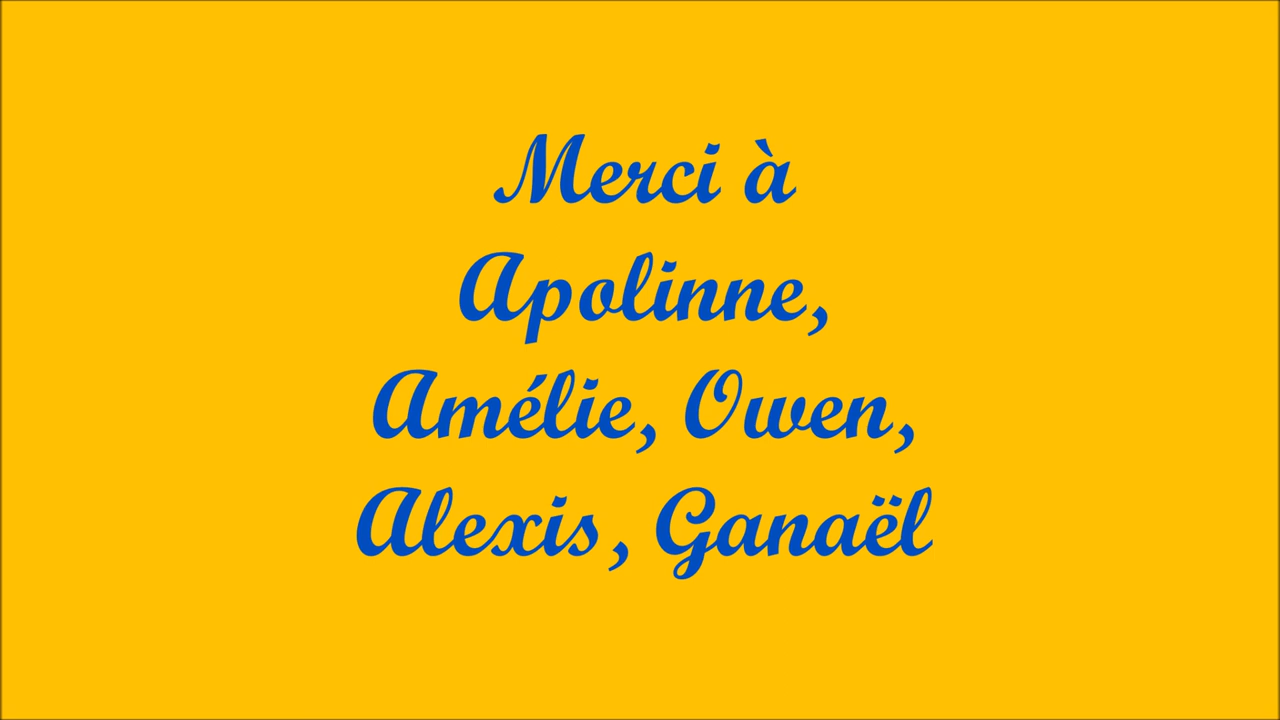 Merci à
Apolinne,
Amélie, Owen,
Alexis, Ganaël